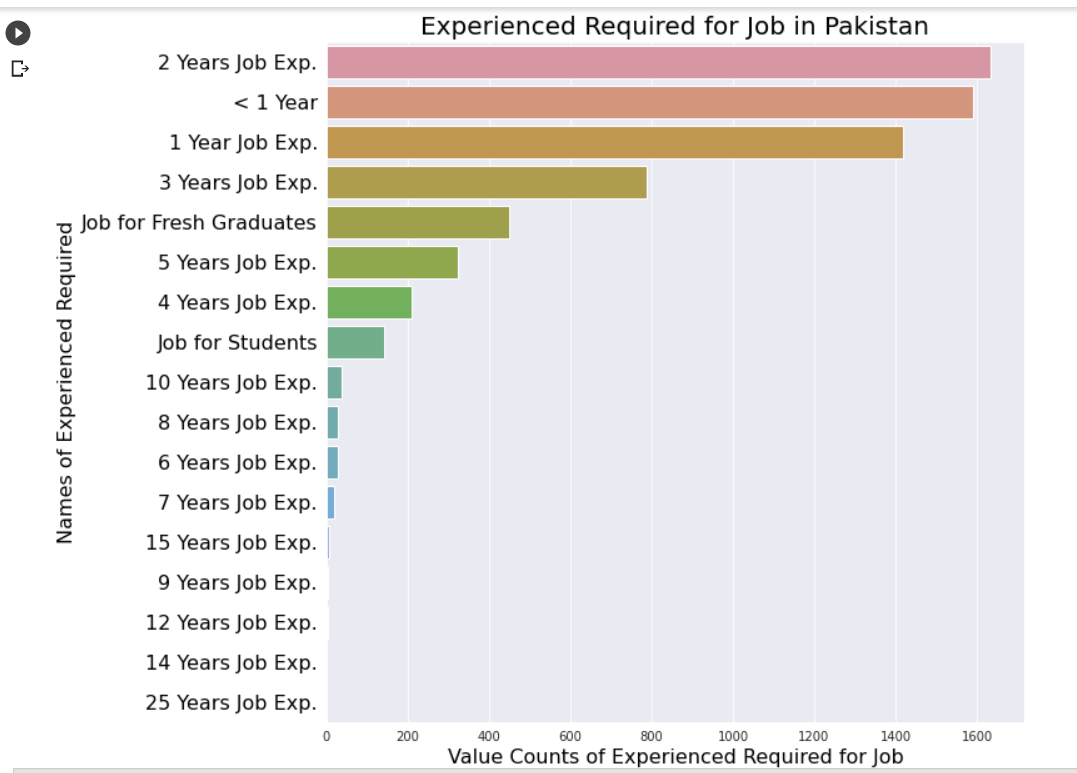 Experienced Required for Job in Pakistan
2 Years Job Exp.
< 1 Year
1 Year Job Exp.
3 Years Job Exp.
Job for Fresh Graduates
5 Years Job Exp.
4 Years Job Exp.
Job for Students
10 Years Job Exp.
8 Years Job Exp.
6 Years Job Exp.
7 Years Job Exp.
15 Years Job Exp.
9 Years Job Exp.
12 Years Job Exp.
14 Years Job Exp.
25 Years Job Exp.
Names of Experienced Required
0 200 400 600 800 1000 1200 1400 1600
Value Counts of Experienced Required for Job